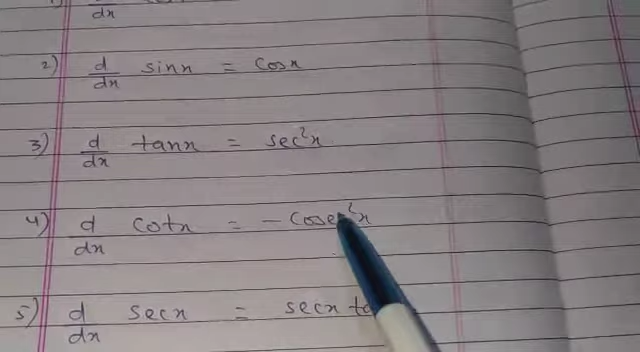 2) d/dx sinx = cosx
3) d/dx tanx = sec²x
4) d/dx cotx = -cosec²x
5) d/dx secx = secx